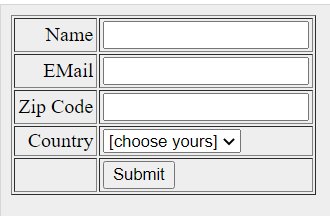 Name
EMail
Zip Code
Country [choose yours]
Submit